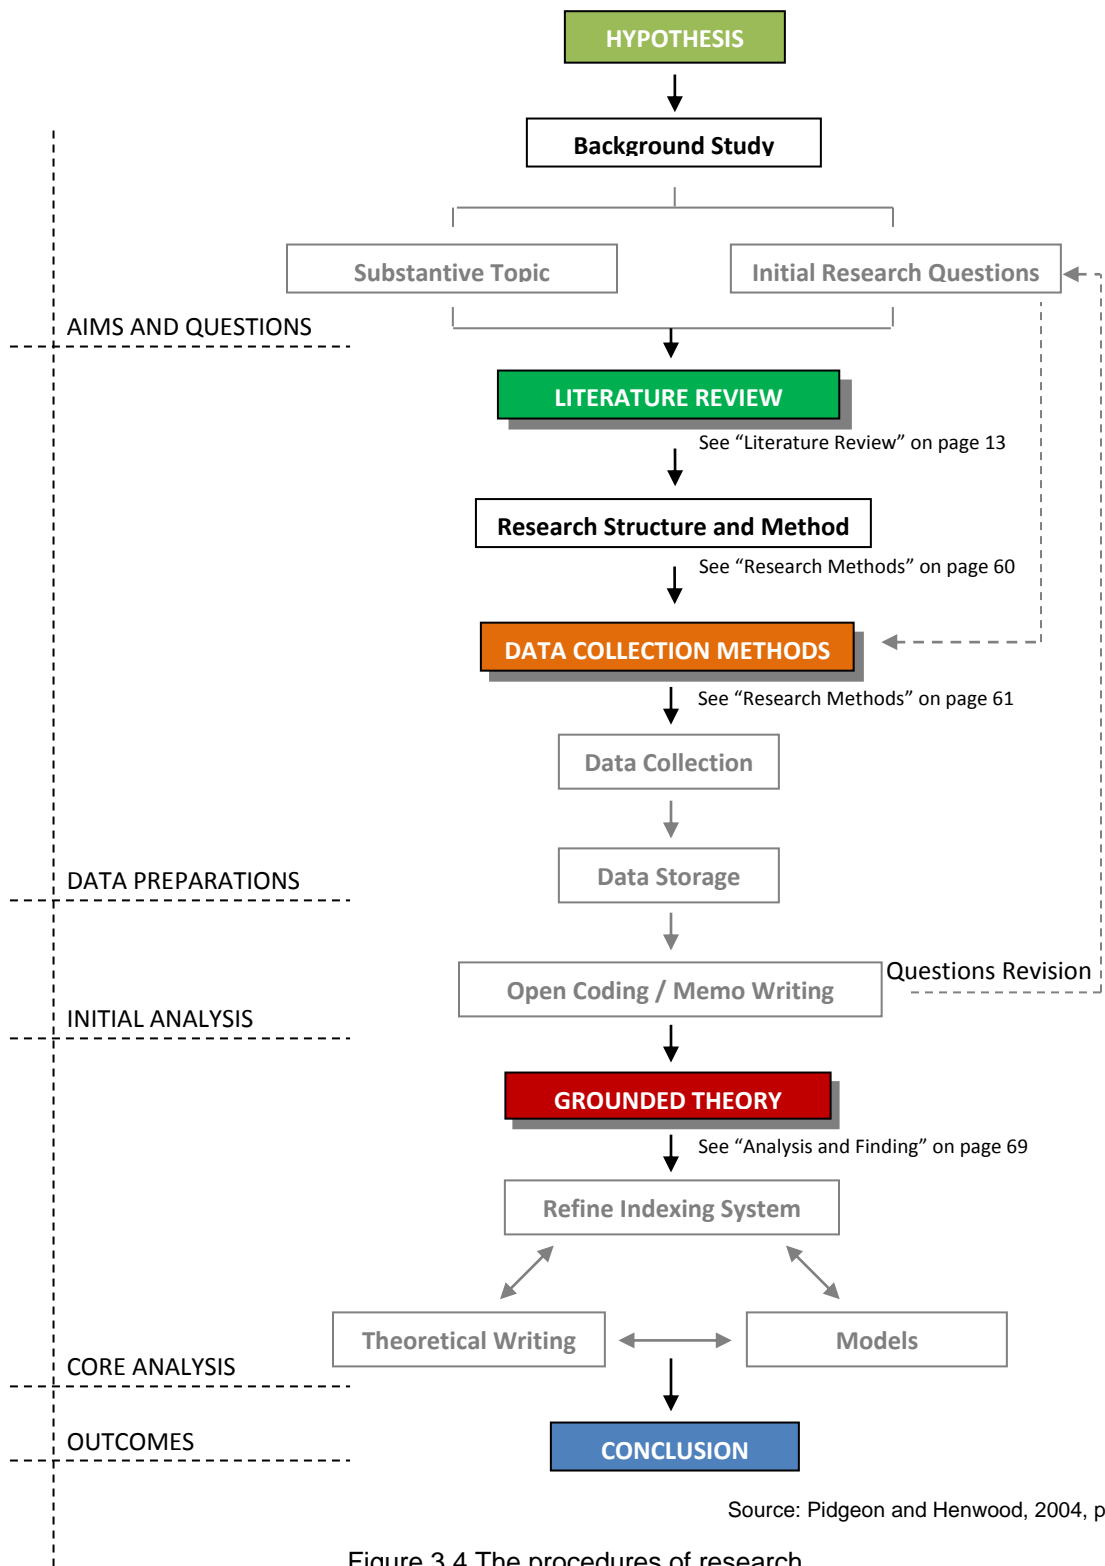 HYPOTHESIS
Background Study
Substantive Topic
Initial Research Questions
AIMS AND QUESTIONS
LITERATURE REVIEW
See “Literature Review” on page 13
Research Structure and Method
See “Research Methods” on page 60
DATA COLLECTION METHODS
See “Research Methods” on page 61
Data Collection
DATA PREPARATIONS
Data Storage
Questions Revision
Open Coding / Memo Writing
INITIAL ANALYSIS
GROUNDED THEORY
See “Analysis and Finding” on page 69
Refine Indexing System
Theoretical Writing
Models
CORE ANALYSIS
OUTCOMES
CONCLUSION
Source: Pidgeon and Henwood, 2004, p
Figure 3.4 The procedures of research